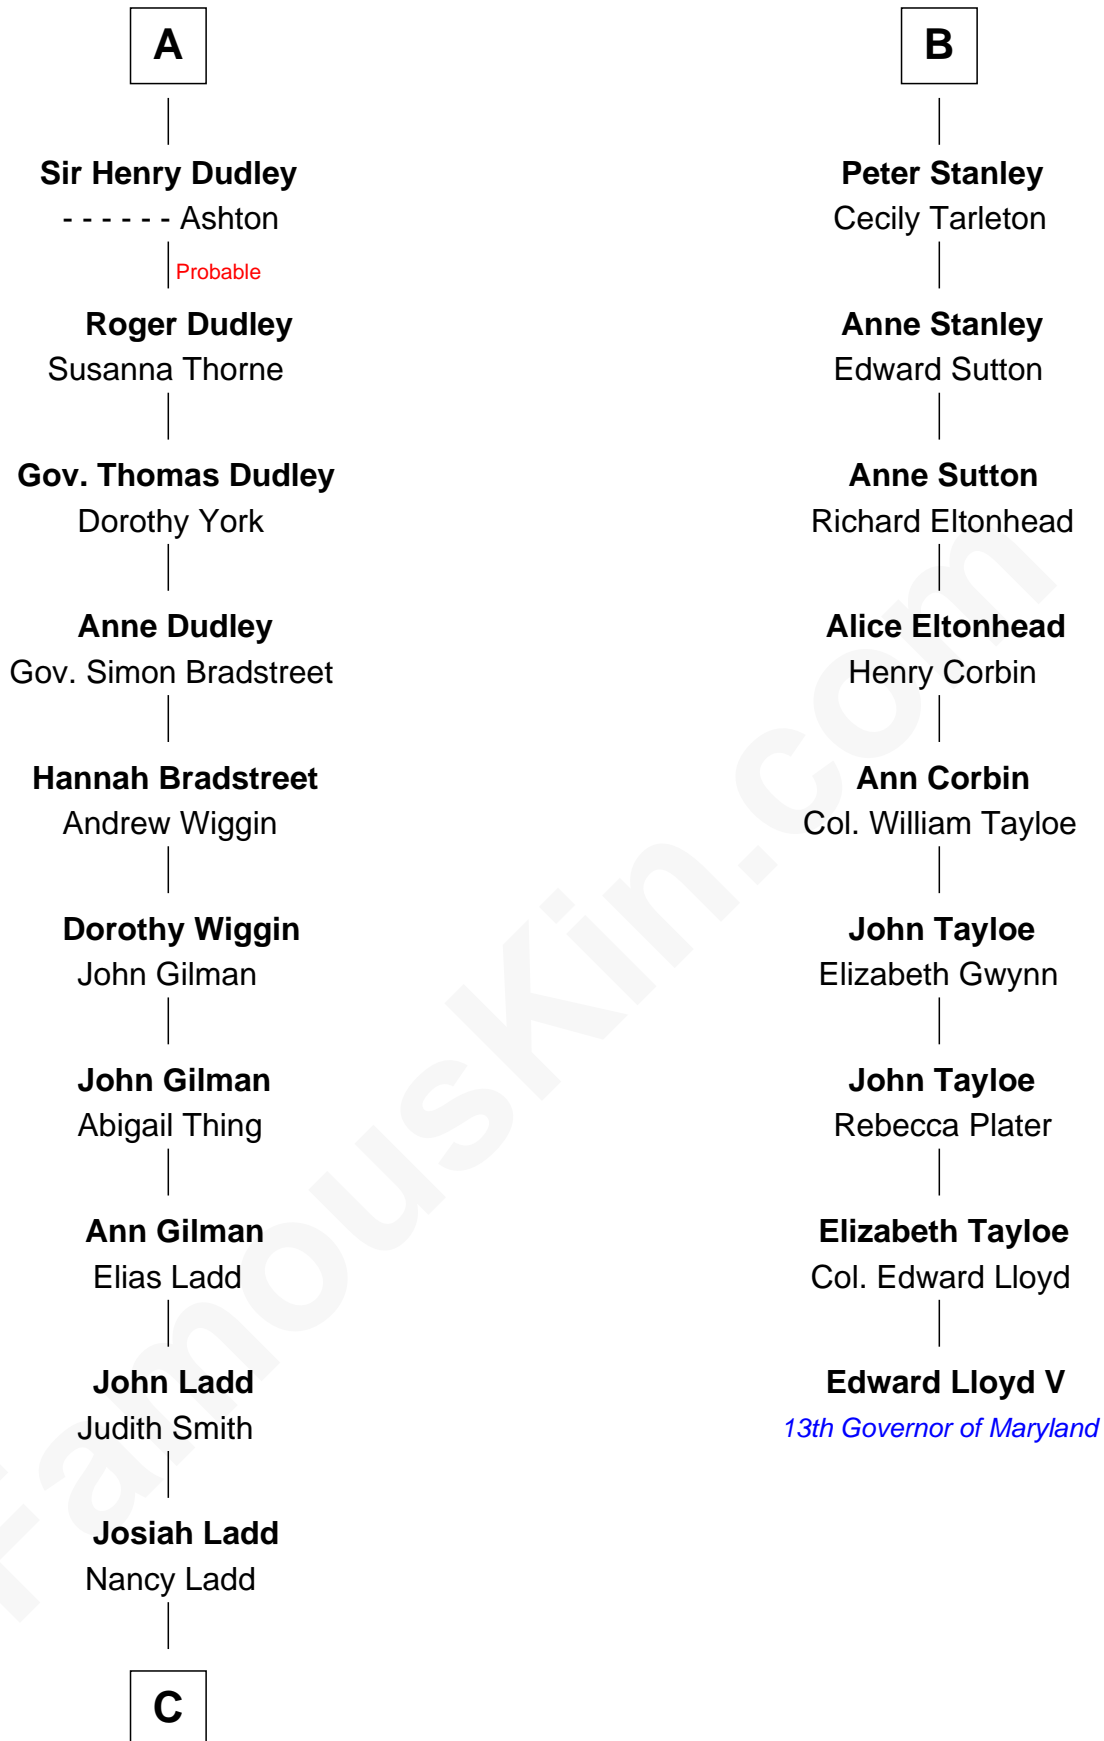 A
Sir Henry Dudley
- - - - - - Ashton
Probable
Roger Dudley
Susanna Thorne
Gov. Thomas Dudley
Dorothy York
Anne Dudley
Gov. Simon Bradstreet
Hannah Bradstreet
Andrew Wiggin
Dorothy Wiggin
John Gilman
John Gilman
Abigail Thing
Ann Gilman
Elias Ladd
John Ladd
Judith Smith
Josiah Ladd
Nancy Ladd
C
B
Peter Stanley
Cecily Tarleton
Anne Stanley
Edward Sutton
Anne Sutton
Richard Eltonhead
Alice Eltonhead
Henry Corbin
Ann Corbin
Col. William Tayloe
John Tayloe
Elizabeth Gwynn
John Tayloe
Rebecca Plater
Elizabeth Tayloe
Col. Edward Lloyd
Edward Lloyd V
13th Governor of Maryland
FamousKin.com